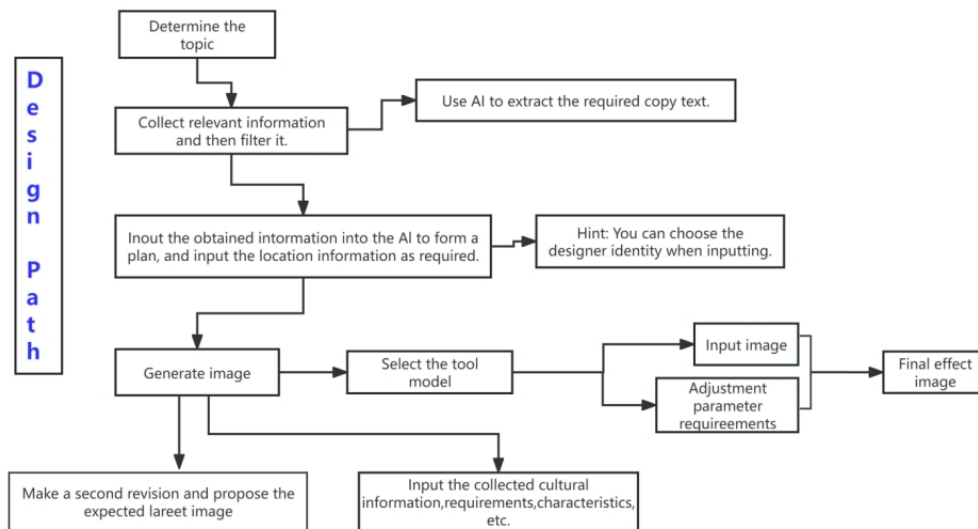 Design Path
Determine the
topic
Collect relevant information
and then filter it.
Use AI to extract the required copy text.
Inout the obtained intormation into the AI to form a
plan, and input the location information as required.
Hint: You can choose the
designer identity when inputting.
Generate image
Select the tool
model
Input image
Adjustment
parameter
requireements
Final effect
image
Make a second revision and propose the
expected lareet image
Input the collected cultural
information,requirements,characteristics,
etc.